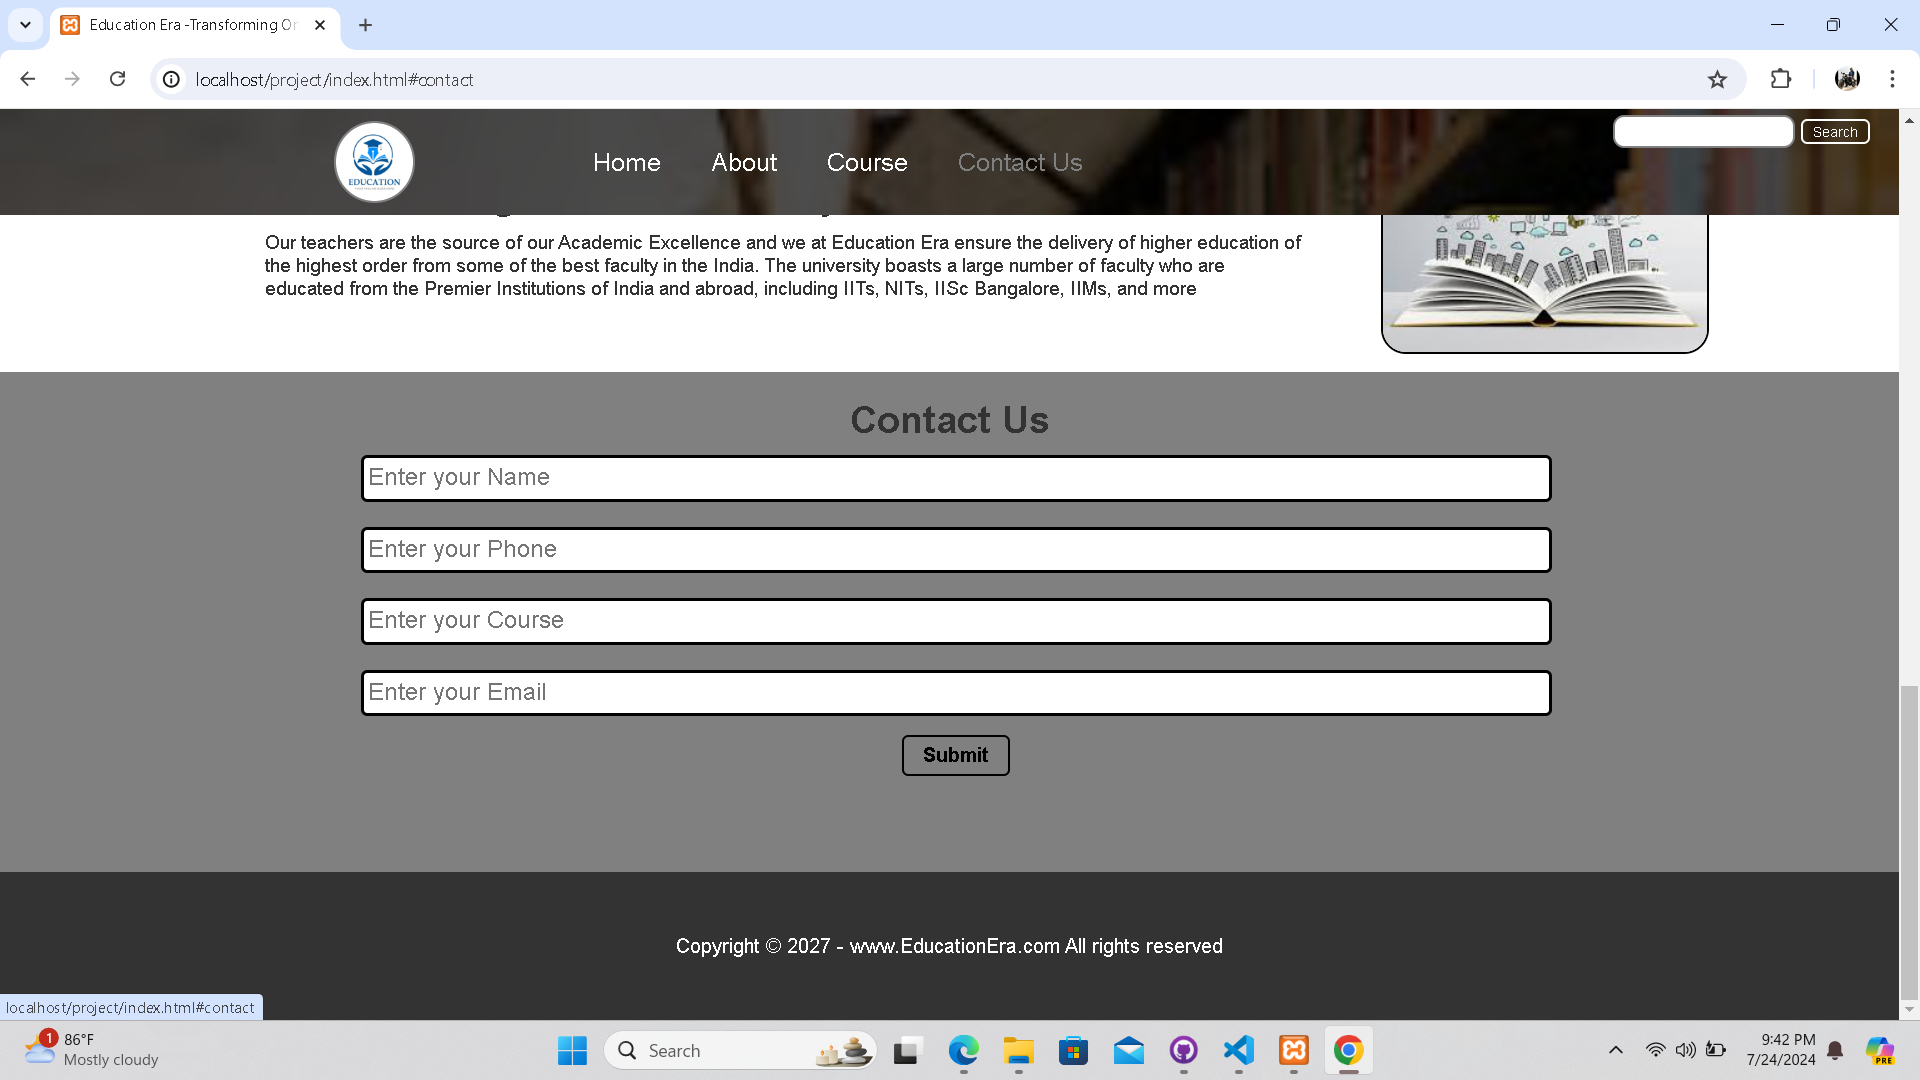 Education Era -Transforming Or
localhost/project/index.html#contact
EDUCATION
Home
About
Course
Contact Us
Search
Our teachers are the source of our Academic Excellence and we at Education Era ensure the delivery of higher education of
the highest order from some of the best faculty in the India. The university boasts a large number of faculty who are
educated from the Premier Institutions of India and abroad, including IITs, NITs, IISc Bangalore, IIMs, and more
Contact Us
Enter your Name
Enter your Phone
Enter your Course
Enter your Email
Submit
Copyright © 2027 - www.EducationEra.com All rights reserved
localhost/project/index.html#contact
1
86°F
Mostly cloudy
Search
9:42 PM
7/24/2024
PRE